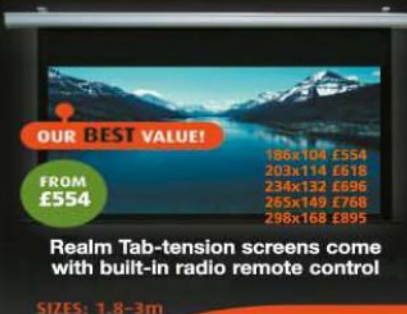 OUR BEST VALUE!
FROM
£554
186x104 £554
203x114 £618
234x132 £696
265x149 £768
298x168 £895
Realm Tab-tension screens come
with built-in radio remote control
SIZES: 1.8-3m